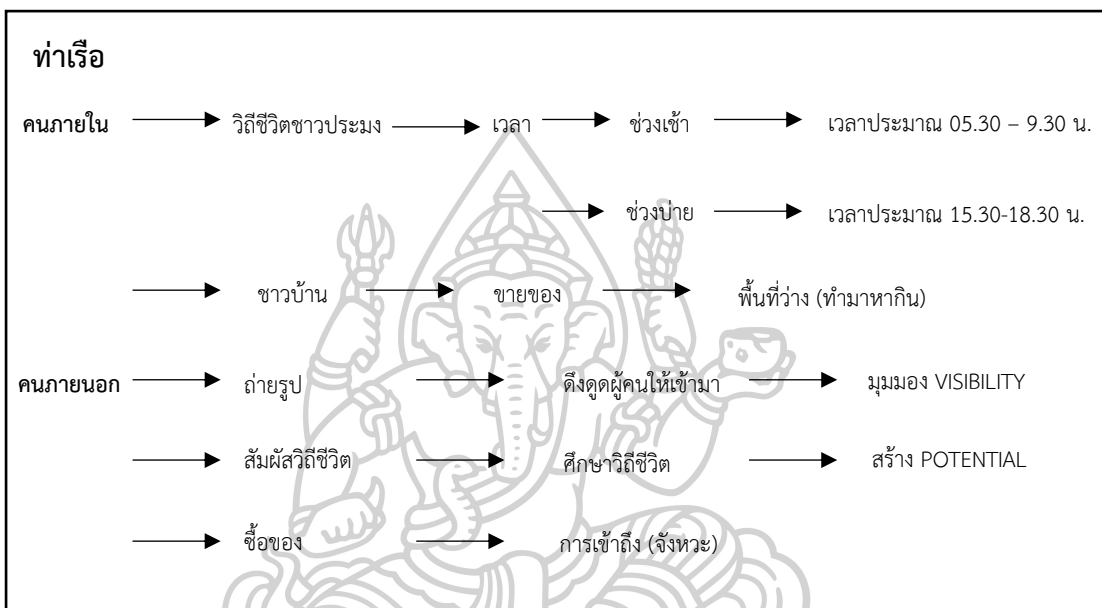 ท่าเรือ
คนภายใน วิถีชีวิตชาวประมง เวลา ช่วงเช้า เวลาประมาณ 05.30 – 9.30 น.
ช่วงบ่าย เวลาประมาณ 15.30-18.30 น.
ชาวบ้าน ขายของ พื้นที่ว่าง (ทำมาหากิน)
คนภายนอก ถ่ายรูป ดึงดูดผู้คนให้เข้ามา มุมมอง VISIBILITY
สัมผัสวิถีชีวิต ศึกษาวิถีชีวิต สร้าง POTENTIAL
ซื้อของ การเข้าถึง (จังหวะ)